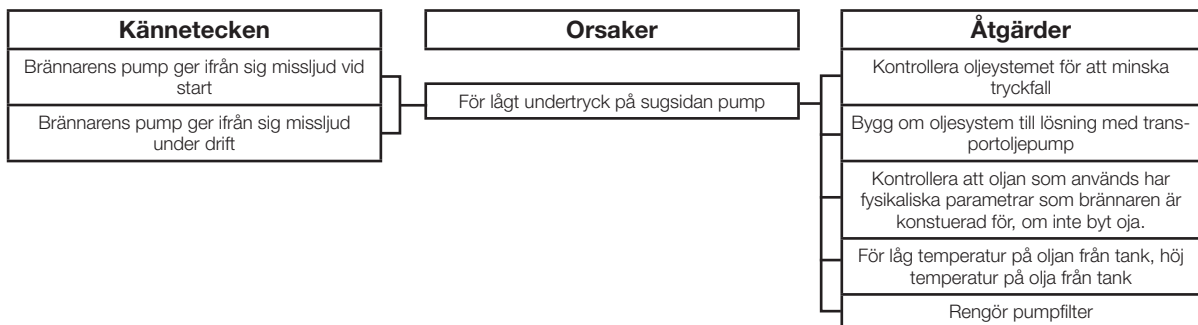 Kännetecken
Brännarens pump ger ifrån sig missljud vid
start
Brännarens pump ger ifrån sig missljud
under drift
Orsaker
För lågt undertryck på sugsidan pump
Åtgärder
Kontrollera oljeystemet för att minska
tryckfall
Bygg om oljesystem till lösning med trans-
portoljepump
Kontrollera att oljan som används har
fysikaliska parametrar som brännaren är
konstuerad för, om inte byt oja.
För låg temperatur på oljan från tank, höj
temperatur på olja från tank
Rengör pumpfilter